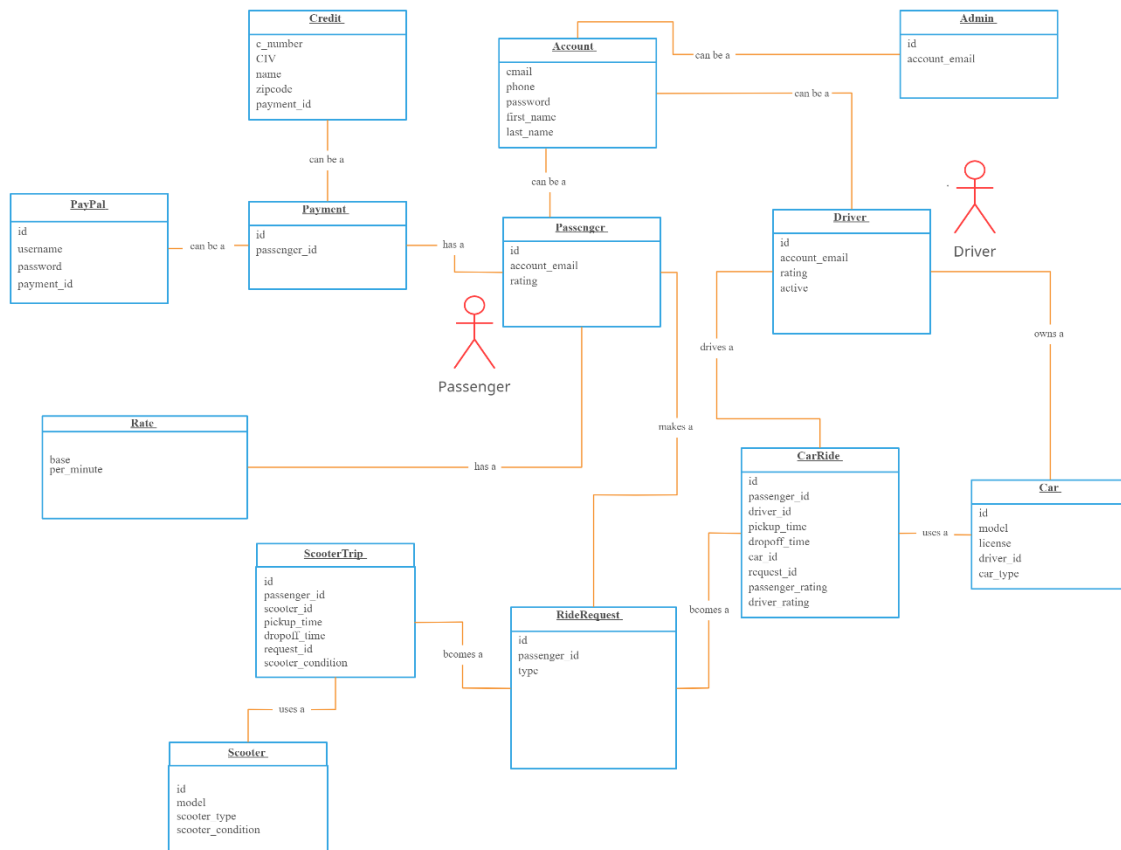 Credit
c_number
CIV
name
zipcode
payment_id
Account
email
phone
password
first_name
last_name
Admin
id
account_email
can be a
can be a
can be a
can be a
PayPal
id
username
password
payment_id
can be a
Payment
id
passenger_id
has a
Passenger
id
account_email
rating
Driver
id
account_email
rating
active
Driver
Passenger
drives a
owns a
Rate
base
per_minute
has a
makes a
CarRide
id
passenger_id
driver_id
pickup_time
dropoff_time
car_id
request_id
passenger_rating
driver_rating
uses a
Car
id
model
license
driver_id
car_type
ScooterTrip
id
passenger_id
scooter_id
pickup_time
dropoff_time
request_id
scooter_condition
bcomes a
RideRequest
id
passenger_id
type
bcomes a
uses a
Scooter
id
model
scooter_type
scooter_condition